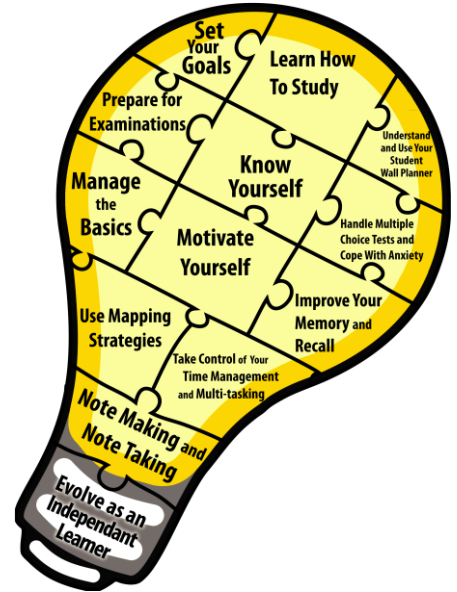 Set
Your
Goals
Learn How
To Study
Prepare for
Examinations
Understand
and Use Your
Student
Wall Planner
Know
Yourself
Manage
the
Basics
Handle Multiple
Choice Tests and
Cope With Anxiety
Motivate
Yourself
Improve Your
Memory and
Recall
Use Mapping
Strategies
Take Control of Your
Time Management
and Multi-tasking
Note Making and
Note Taking
Evolve as an
Independant
Learner